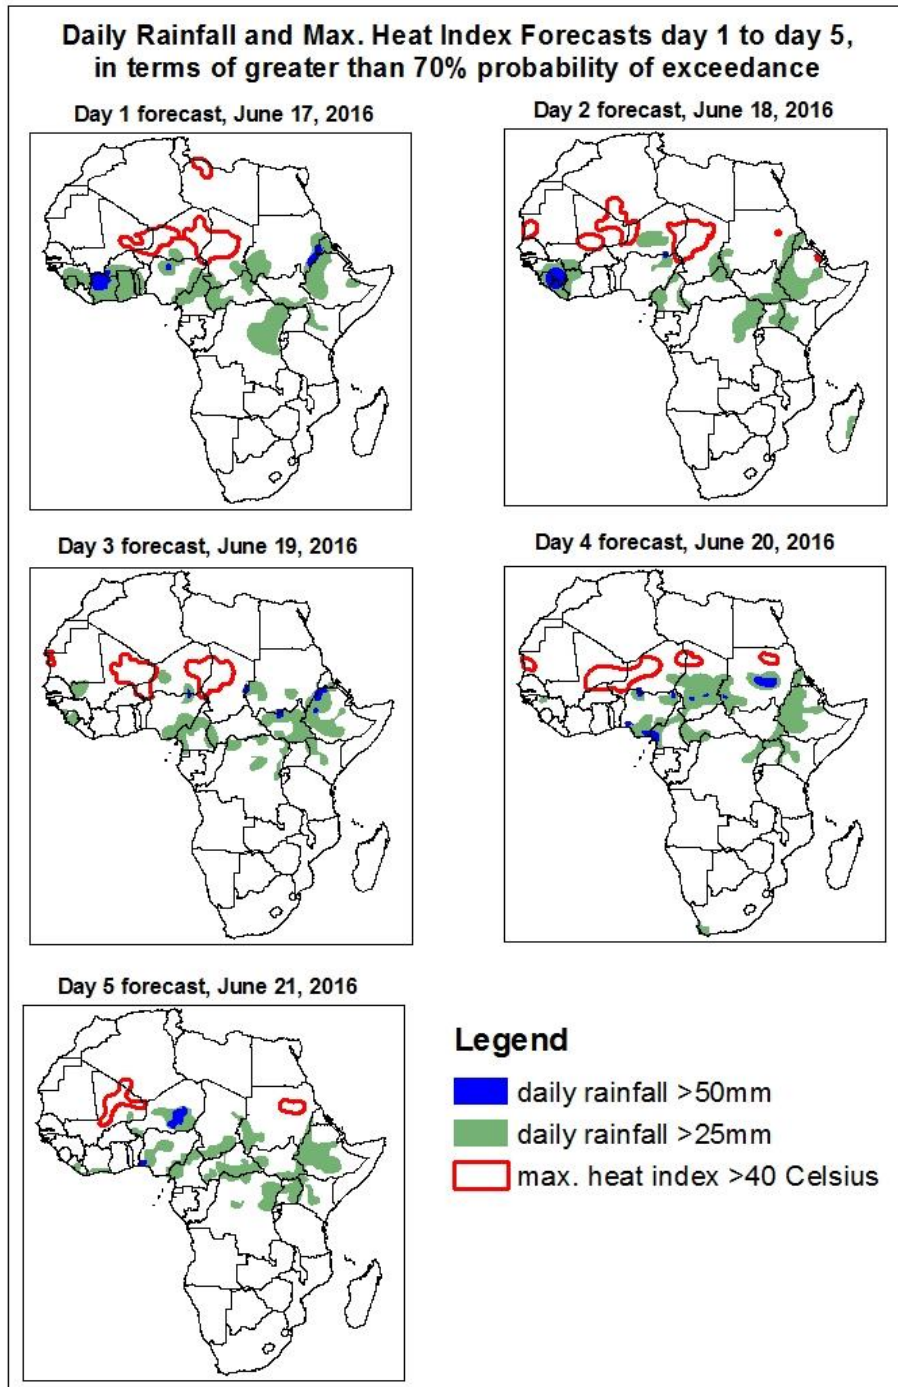 Daily Rainfall and Max. Heat Index Forecasts day 1 to day 5,
in terms of greater than 70% probability of exceedance
Day 1 forecast, June 17, 2016
Day 2 forecast, June 18, 2016
Day 3 forecast, June 19, 2016
Day 4 forecast, June 20, 2016
Day 5 forecast, June 21, 2016
Legend
daily rainfall >50mm
daily rainfall >25mm
max. heat index >40 Celsius